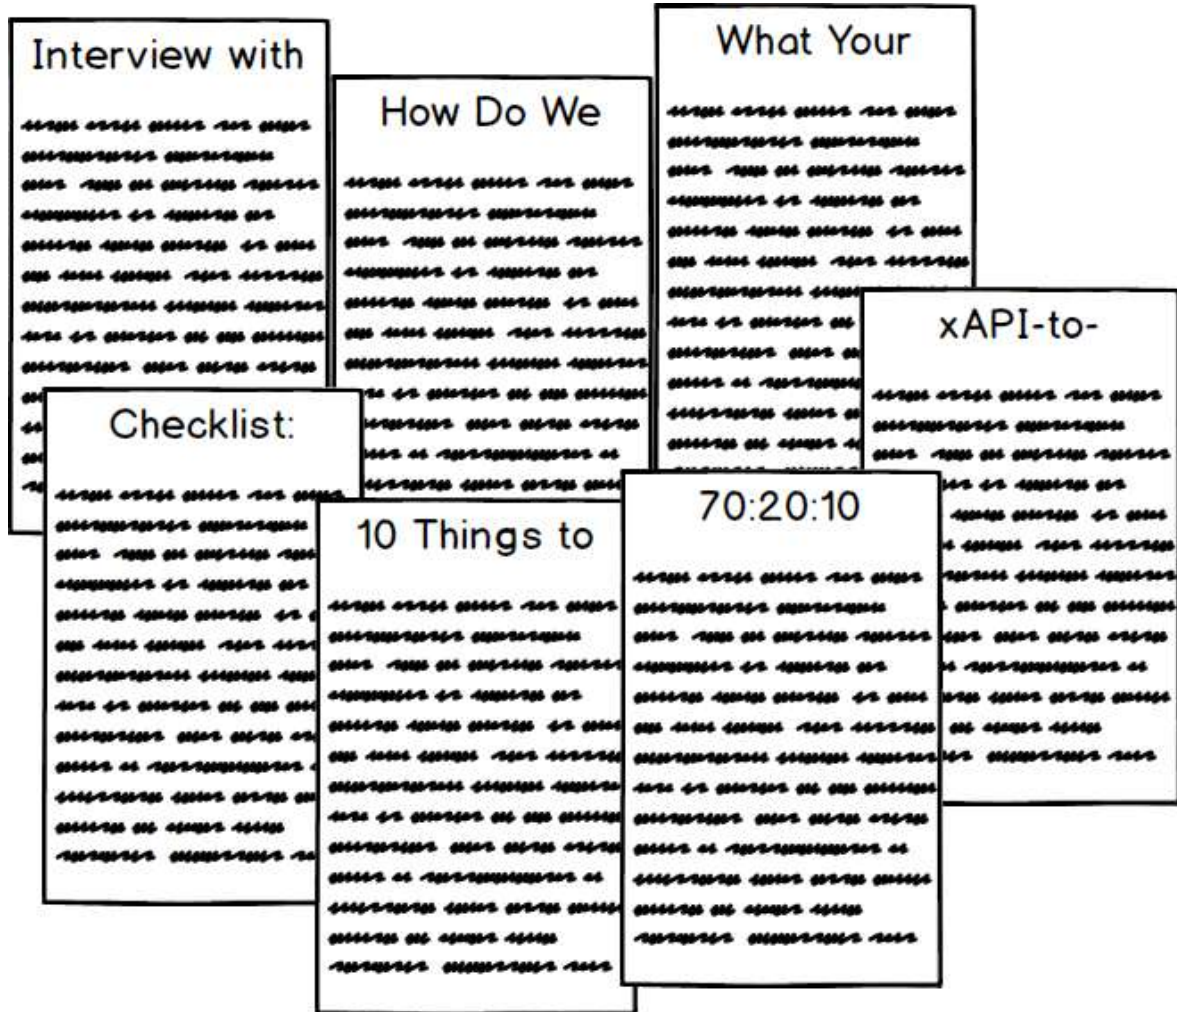 Interview with
How Do We
What Your
xAPI-to-
Checklist:
10 Things to
70:20:10